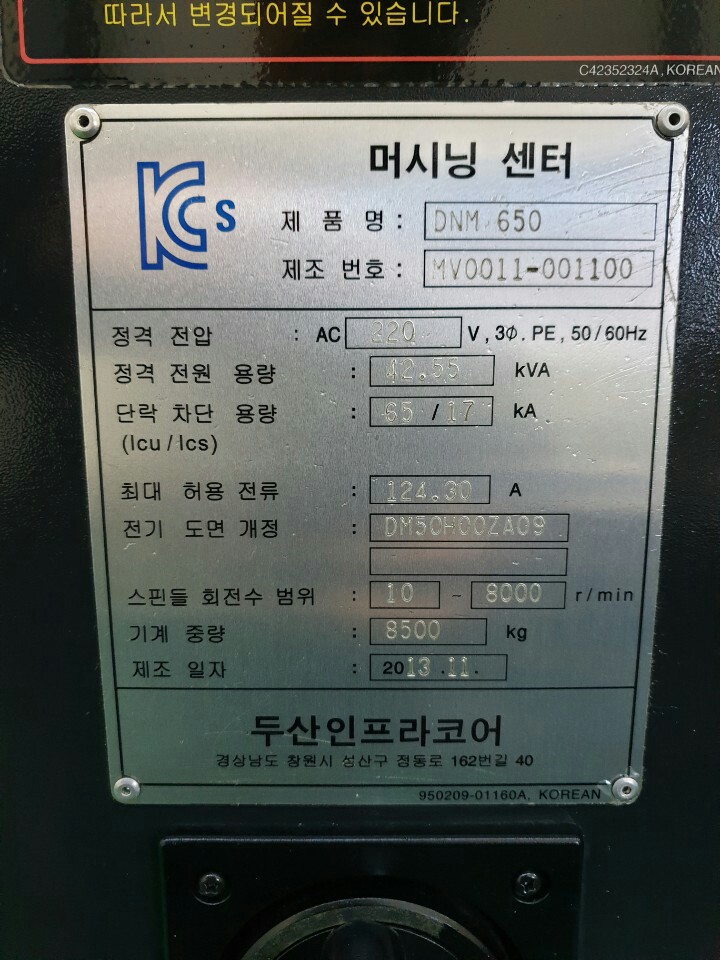 따라서 변경되어질 수 있습니다.
C42352324A, KOREAN
KCs
머시닝 센터
제 품 명 : DNM 650
제조 번호 : MV0011-001100
정격 전압 : AC 220 V, 3Φ. PE, 50/60Hz
정격 전원 용량 : 42.55 kVA
단락 차단 용량 : 65 / 17 kA
(Icu/Ics)
최대 허용 전류 : 124.30 A
전기 도면 개정 : DM50H00ZA09
스핀들 회전수 범위 : 10 ~ 8000 r/min
기계 중량 : 8500 kg
제조 일자 : 2013.11.
두산인프라코어
경상남도 창원시 성산구 정동로 162번길 40
950209-01160A, KOREAN